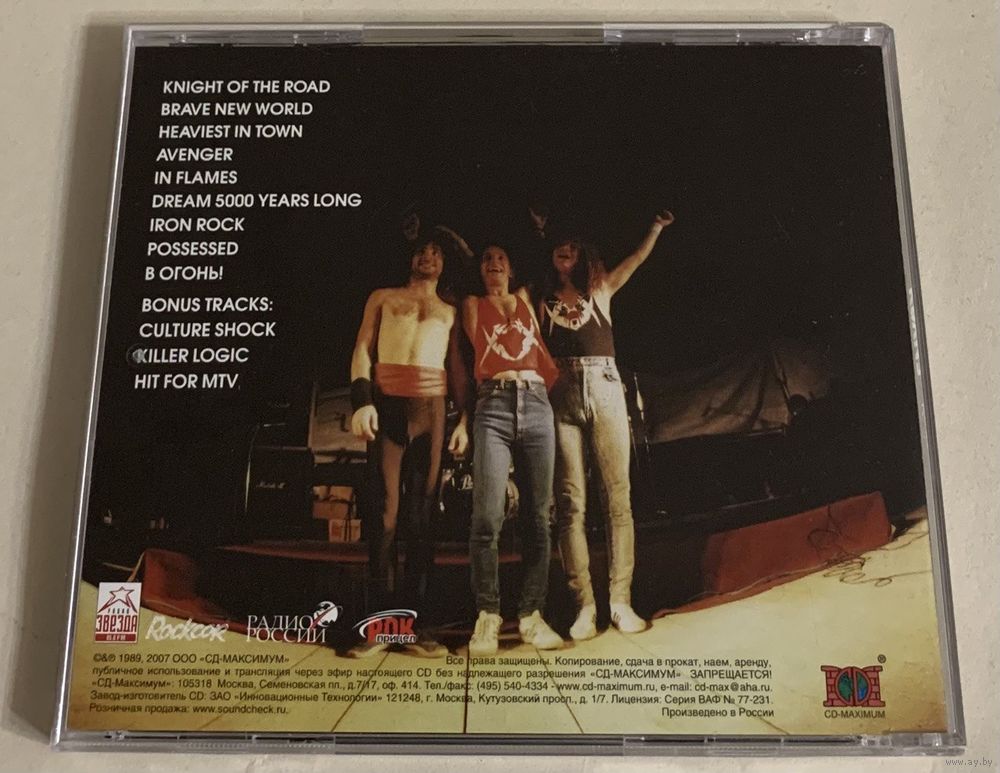 KNIGHT OF THE ROAD
BRAVE NEW WORLD
HEAVIEST IN TOWN
AVENGER
IN FLAMES
DREAM 5000 YEARS LONG
IRON ROCK
POSSESSED
В ОГОНЬ!
BONUS TRACKS:
CULTURE SHOCK
KILLER LOGIC
HIT FOR MTV
РАДИО
ЗВЕЗДА
Rockcor
РАДИО
РОССИИ
РОК
прицел
©&℗ 1989, 2007 ООО «СД-МАКСИМУМ»
Все права защищены. Копирование, сдача в прокат, наем, аренду,
публичное использование и трансляция через эфир настоящего CD без надлежащего разрешения «СД-МАКСИМУМ» ЗАПРЕЩАЕТСЯ!
«СД-Максимум»: 105318 Москва, Семеновская пл., д.7/17, оф. 414. Тел./факс: (495) 540-4334 - www.cd-maximum.ru, e-mail: cd-max@aha.ru.
Завод-изготовитель CD: ЗАО «Инновационные Технологии» 121248, г. Москва, Кутузовский просп., д. 1/7. Лицензия: Серия ВАФ № 77-231.
Розничная продажа: www.soundcheck.ru.
Произведено в России
®
CD-MAXIMUM
www.ay.by